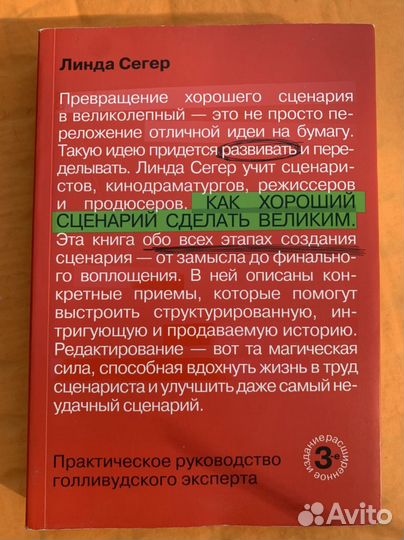 Линда Сегер
Превращение хорошего сценария
в великолепный — это не просто пе-
реложение отличной идеи на бумагу.
Такую идею придется развивать и пере-
делывать. Линда Сегер учит сценари-
стов, кинодраматургов, режиссеров
и продюсеров, КАК ХОРОШИЙ
СЦЕНАРИЙ СДЕЛАТЬ ВЕЛИКИМ.
Эта книга обо всех этапах создания
сценария — от замысла до финально-
го воплощения. В ней описаны кон-
кретные приемы, которые помогут
выстроить структурированную, ин-
тригующую и продаваемую историю.
Редактирование — вот та магическая
сила, способная вдохнуть жизнь в труд
сценариста и улучшить даже самый не-
удачный сценарий.
Практическое руководство
голливудского эксперта
3-е
издание расширенное
Avito